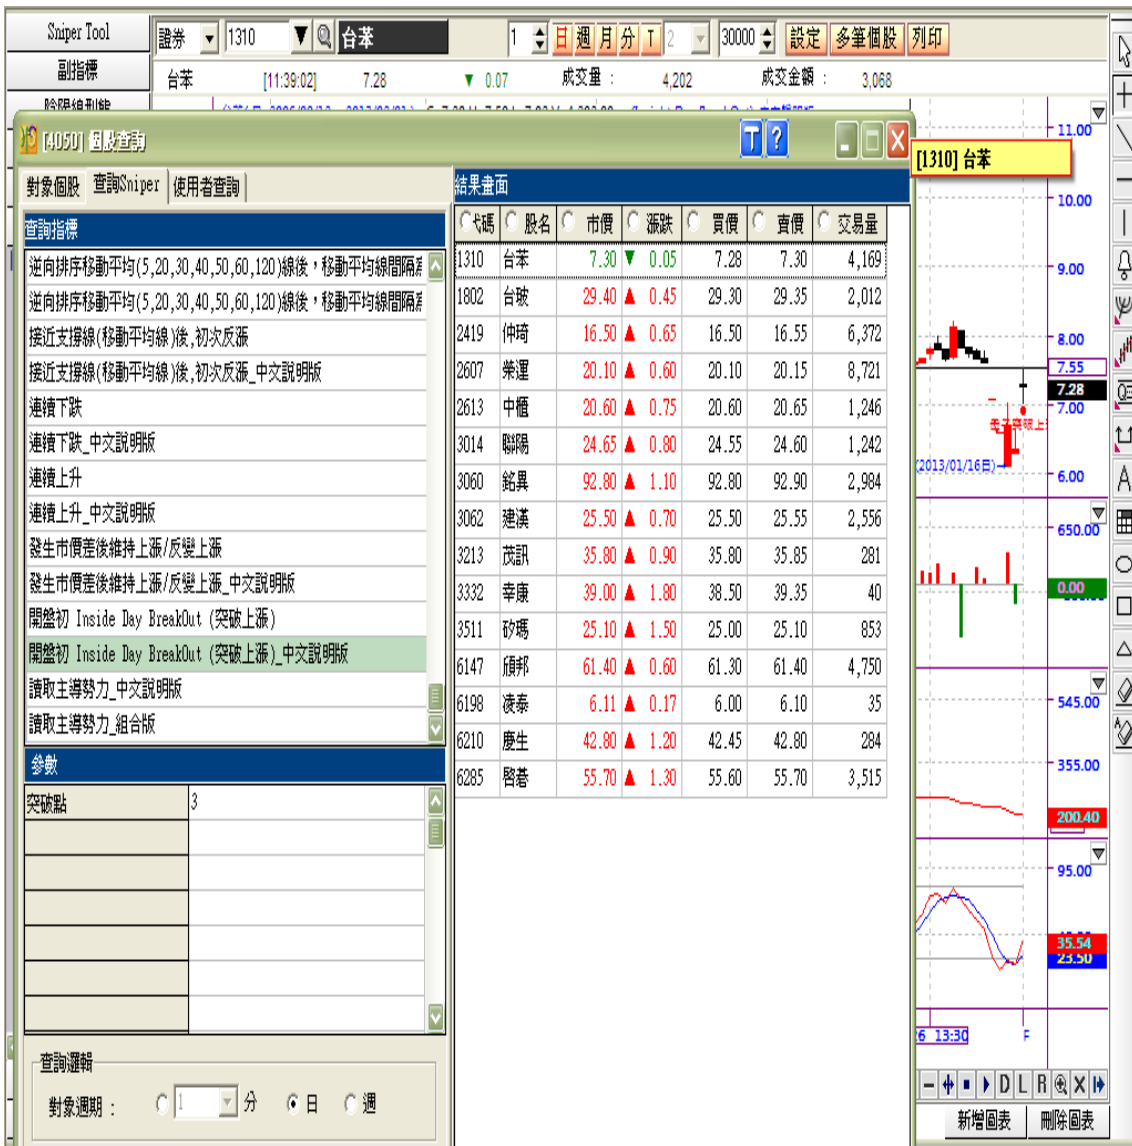 Sniper Tool
證券 1310 台苯 1 日 週 月 分 T 2 30000 設定 多筆個股 列印
副指標
台苯 [11:39:02] 7.28 ▼ 0.07 成交量 : 4,202 成交金額 : 3,068
[4050] 個股查詢 T ?
[1310] 台苯
對象個股 查詢Sniper 使用者查詢
查詢指標
逆向排序移動平均(5,20,30,40,50,60,120)線後，移動平均線間隔
逆向排序移動平均(5,20,30,40,50,60,120)線後，移動平均線間隔
接近支撐線(移動平均線)後,初次反漲
接近支撐線(移動平均線)後,初次反漲_中文說明版
連續下跌
連續下跌_中文說明版
連續上升
連續上升_中文說明版
發生市價差後維持上漲/反變上漲
發生市價差後維持上漲/反變上漲_中文說明版
開盤初 Inside Day BreakOut (突破上漲)
開盤初 Inside Day BreakOut (突破上漲)_中文說明版
讀取主導勢力_中文說明版
讀取主導勢力_組合版
參數
突破點 3
查詢邏輯
對象週期 : 1 分 日 週
結果畫面
代碼 股名 市價 漲跌 買價 賣價 交易量
1310 台苯 7.30 ▼ 0.05 7.28 7.30 4,169
1802 台玻 29.40 ▲ 0.45 29.30 29.35 2,012
2419 仲琦 16.50 ▲ 0.65 16.50 16.55 6,372
2607 榮運 20.10 ▲ 0.60 20.10 20.15 8,721
2613 中櫃 20.60 ▲ 0.75 20.60 20.65 1,246
3014 聯陽 24.65 ▲ 0.80 24.55 24.60 1,242
3060 銘異 92.80 ▲ 1.10 92.80 92.90 2,984
3062 建漢 25.50 ▲ 0.70 25.50 25.55 2,556
3213 茂訊 35.80 ▲ 0.90 35.80 35.85 281
3332 幸康 39.00 ▲ 1.80 38.50 39.35 40
3511 矽瑪 25.10 ▲ 1.50 25.00 25.10 853
6147 頎邦 61.40 ▲ 0.60 61.30 61.40 4,750
6198 凌泰 6.11 ▲ 0.17 6.00 6.10 35
6210 慶生 42.80 ▲ 1.20 42.45 42.80 284
6285 啓碁 55.70 ▲ 1.30 55.60 55.70 3,515
11.00
10.00
9.00
8.00
7.55
7.28
7.00
(2013/01/16日)
6.00
650.00
0.00
545.00
355.00
200.40
95.00
35.54
23.50
6 13:30 F
D L R
新增圖表 刪除圖表